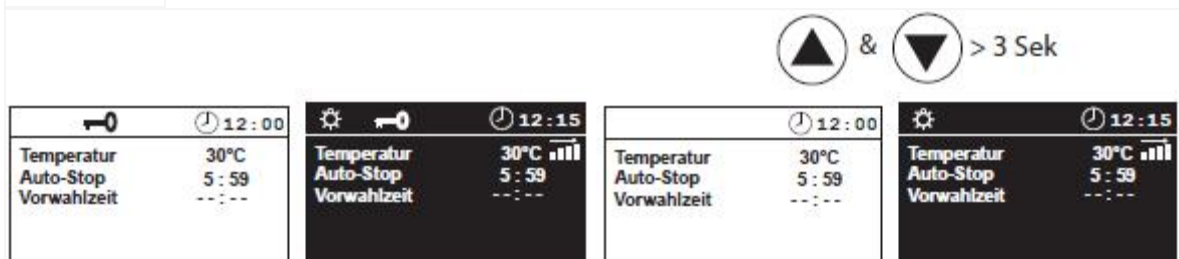 & > 3 Sek
12:00
Temperatur 30°C
Auto-Stop 5:59
Vorwahlzeit --:--
12:15
Temperatur 30°C
Auto-Stop 5:59
Vorwahlzeit --:--
12:00
Temperatur 30°C
Auto-Stop 5:59
Vorwahlzeit --:--
12:15
Temperatur 30°C
Auto-Stop 5:59
Vorwahlzeit --:--